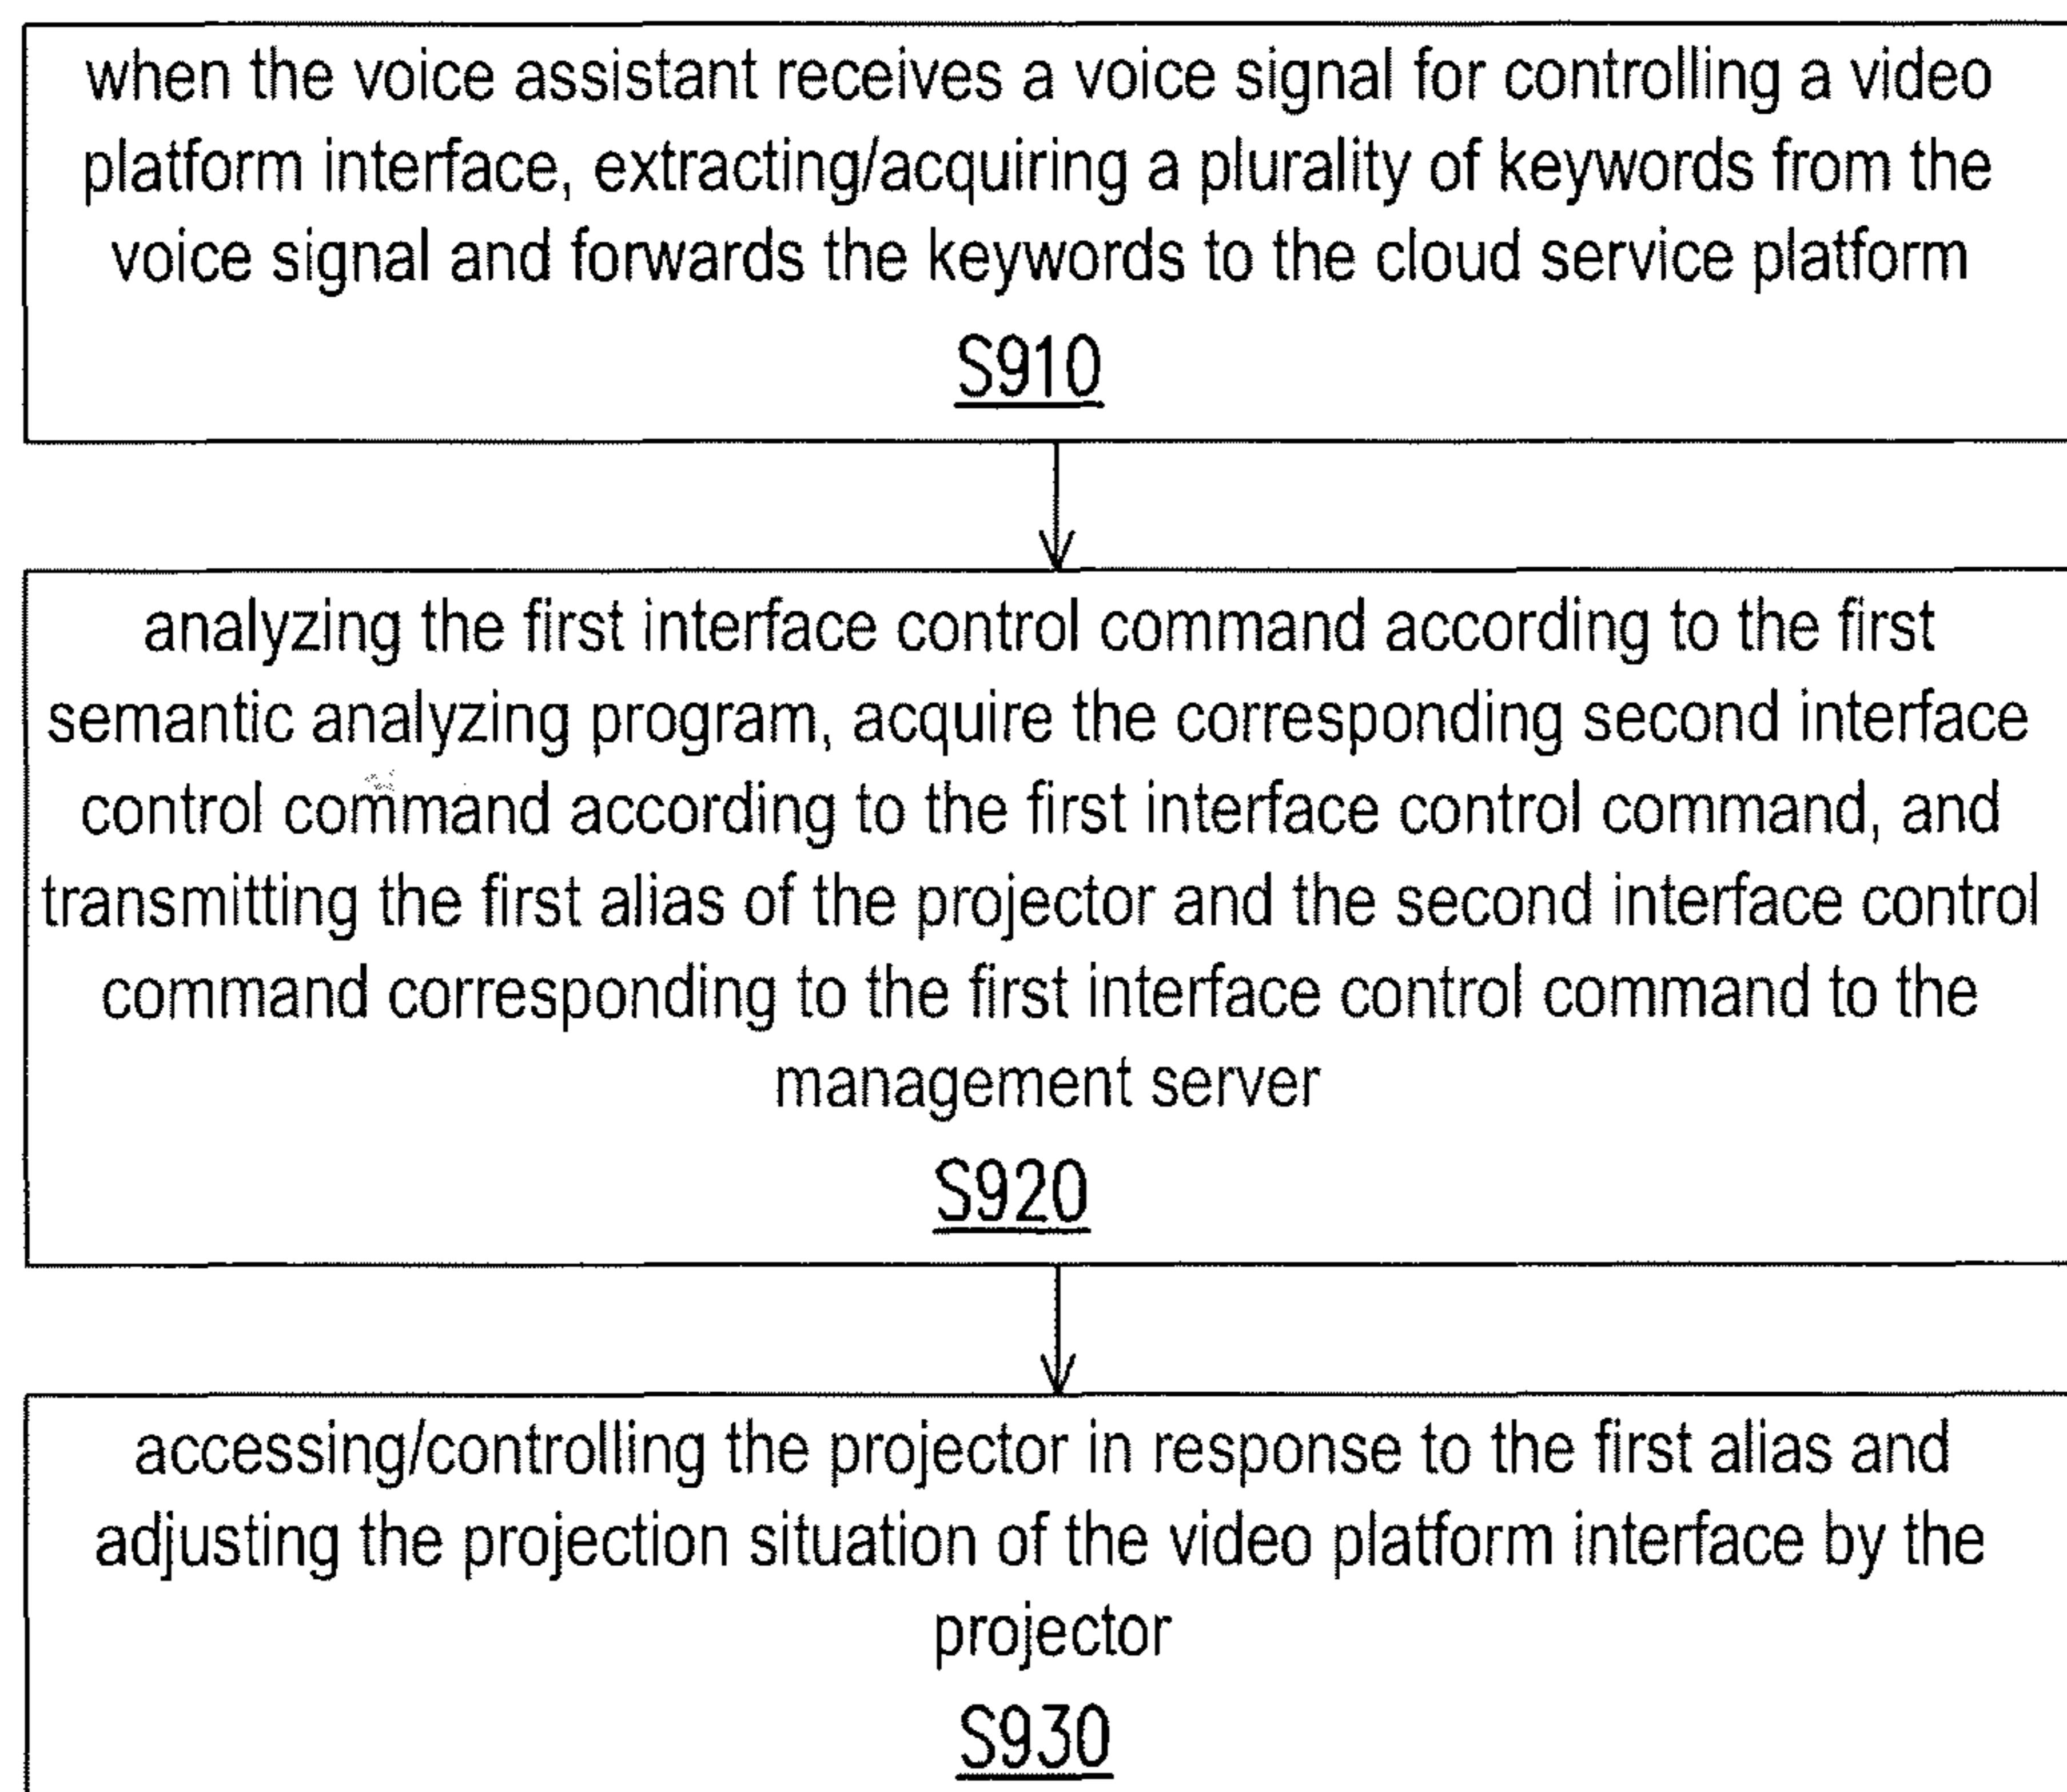 when the voice assistant receives a voice signal for controlling a video
platform interface, extracting/acquiring a plurality of keywords from the
voice signal and forwards the keywords to the cloud service platform
S910
analyzing the first interface control command according to the first
semantic analyzing program, acquire the corresponding second interface
control command according to the first interface control command, and
transmitting the first alias of the projector and the second interface control
command corresponding to the first interface control command to the
management server
S920
accessing/controlling the projector in response to the first alias and
adjusting the projection situation of the video platform interface by the
projector
S930